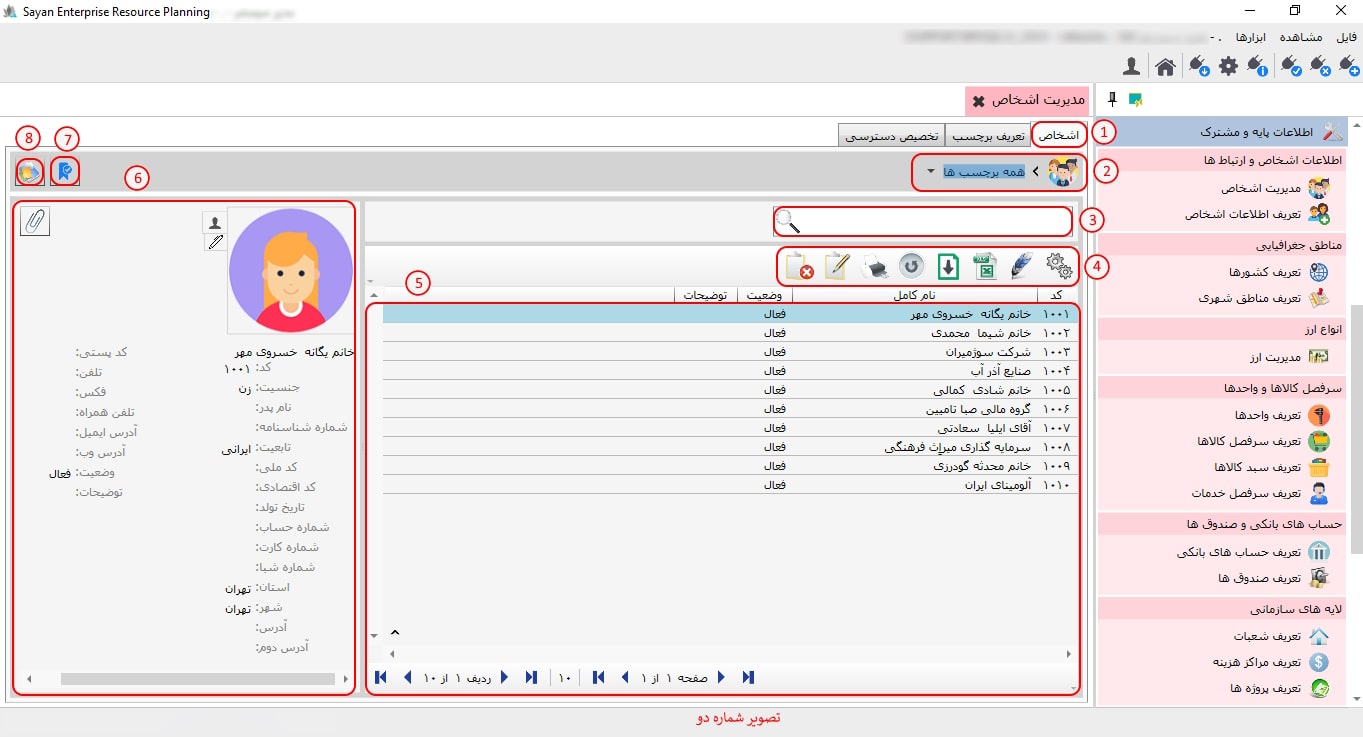 Sayan Enterprise Resource Planning
فایل مشاهده ابزارها
مدیریت اشخاص
اطلاعات پایه و مشترک
اطلاعات اشخاص و ارتباط ها
مدیریت اشخاص
تعریف اطلاعات اشخاص
مناطق جغرافیایی
تعریف کشورها
تعریف مناطق شهری
انواع ارز
مدیریت ارز
سرفصل کالاها و واحدها
تعریف واحدها
تعریف سرفصل کالاها
تعریف سبد کالاها
تعریف سرفصل خدمات
حساب های بانکی و صندوق ها
تعریف حساب های بانکی
تعریف صندوق ها
لایه های سازمانی
تعریف شعبات
تعریف مراکز هزینه
تعریف پروژه ها
1 اشخاص تعریف برچسب تخصیص دسترسی
2 همه برچسب ها
6 7 8
3
4
5
کد نام کامل وضعیت توضیحات
۱۰۰۱ خانم یگانه خسروی مهر فعال
۱۰۰۲ خانم شیما محمدی فعال
۱۰۰۳ شرکت سوژمیران فعال
۱۰۰۴ صنایع آذر آب فعال
۱۰۰۵ خانم شادی کمالی فعال
۱۰۰۶ گروه مالی صبا تامیین فعال
۱۰۰۷ آقای ایلیا سعادتی فعال
۱۰۰۸ سرمایه گذاری میراث فرهنگی فعال
۱۰۰۹ خانم محدثه گودرزی فعال
۱۰۱۰ آلومینای ایران فعال
صفحه ۱ از ۱ ۱۰ ردیف ۱ از ۱۰
خانم یگانه خسروی مهر
کد: ۱۰۰۱
جنسیت: زن
نام پدر:
شماره شناسنامه:
تابعیت: ایرانی
کد ملی:
کد اقتصادی:
تاریخ تولد:
شماره حساب:
شماره کارت:
شماره شبا:
استان: تهران
شهر: تهران
آدرس:
آدرس دوم:
کد پستی:
تلفن:
فکس:
تلفن همراه:
آدرس ایمیل:
آدرس وب:
وضعیت: فعال
توضیحات:
تصویر شماره دو